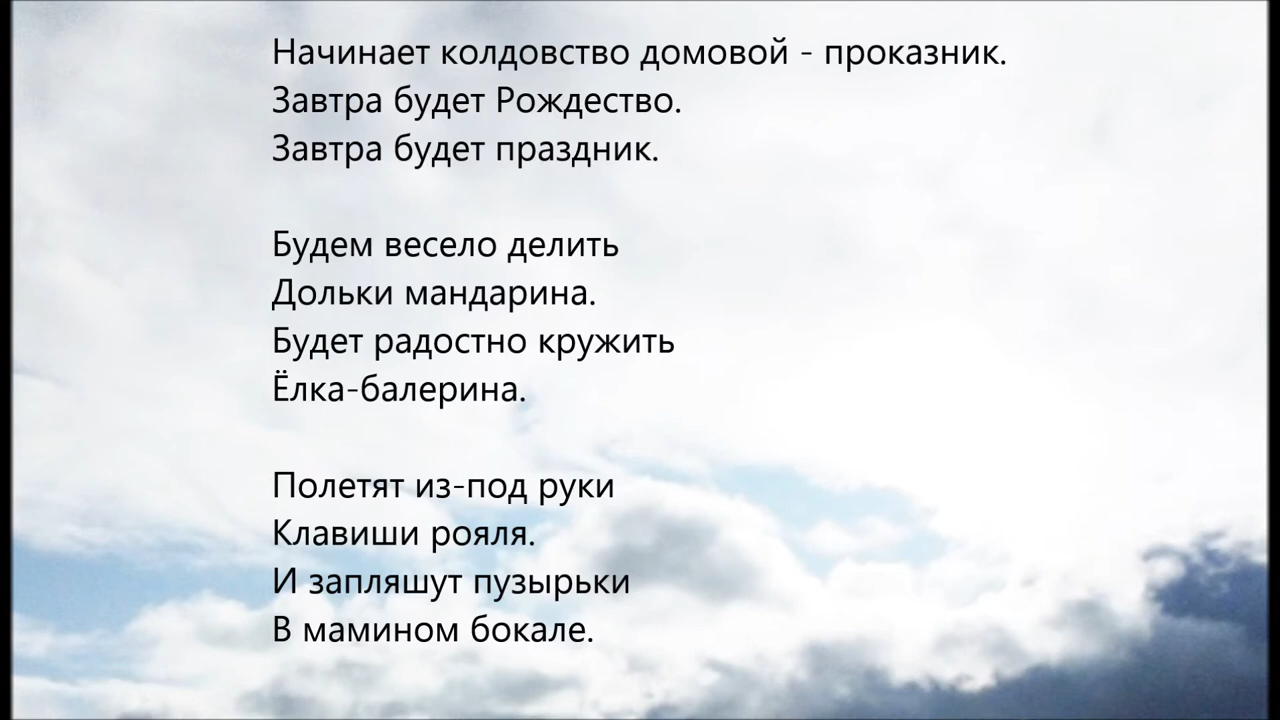 Начинает колдовство домовой - проказник.
Завтра будет Рождество.
Завтра будет праздник.
Будем весело делить
Дольки мандарина.
Будет радостно кружить
Ёлка-балерина.
Полетят из-под руки
Клавиши рояля.
И запляшут пузырьки
В мамином бокале.